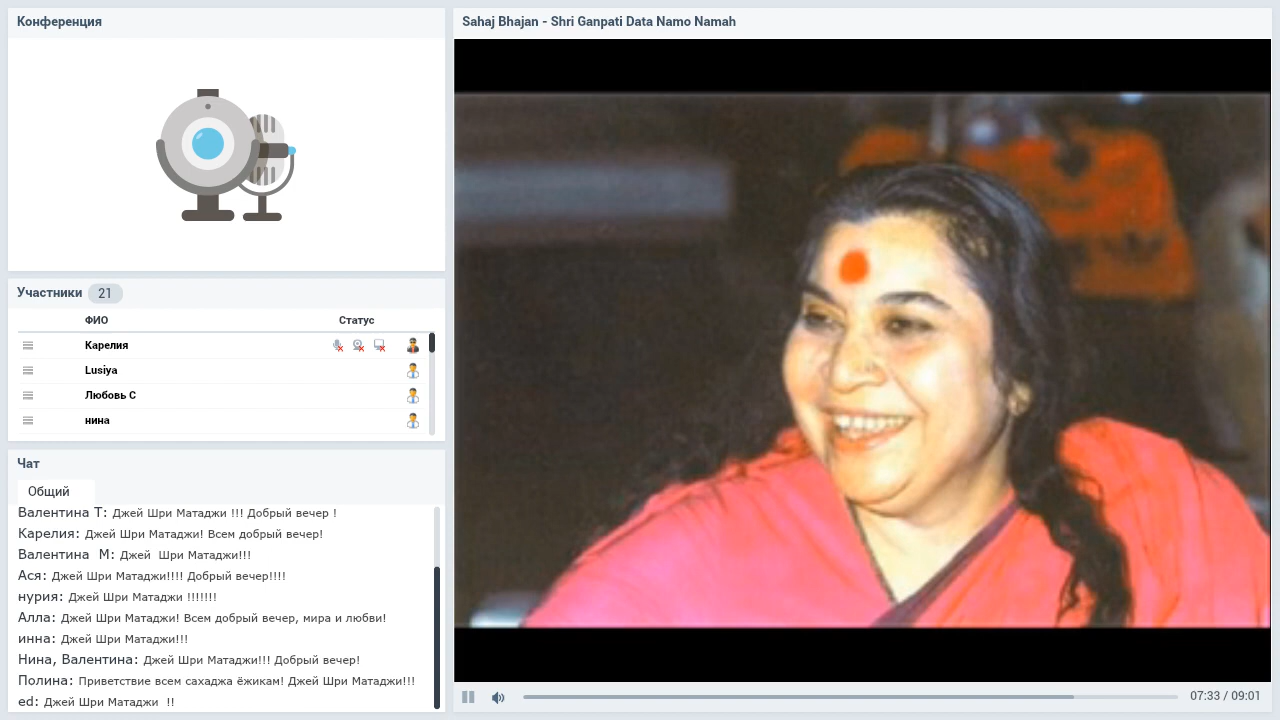 Конференция
Участники 21
ФИО Статус
Карелия
Lusiya
Любовь С
нина
Чат
Общий
Валентина Т: Джей Шри Матаджи !!! Добрый вечер !
Карелия: Джей Шри Матаджи! Всем добрый вечер!
Валентина  М: Джей  Шри Матаджи!!!
Ася: Джей Шри Матаджи!!!! Добрый вечер!!!!
нурия: Джей Шри Матаджи !!!!!!!
Алла: Джей Шри Матаджи! Всем добрый вечер, мира и любви!
инна: Джей Шри Матаджи!!!
Нина, Валентина: Джей Шри Матаджи!!! Добрый вечер!
Полина: Приветствие всем сахаджа ёжикам! Джей Шри Матаджи!!!
ed: Джей Шри Матаджи  !!
Sahaj Bhajan - Shri Ganpati Data Namo Namah
07:33 / 09:01